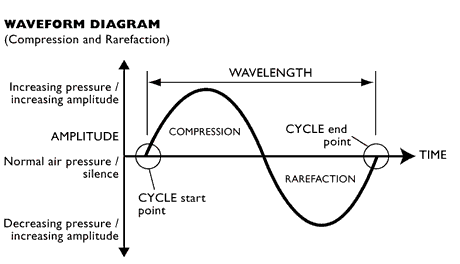 WAVEFORM DIAGRAM
(Compression and Rarefaction)
WAVELENGTH
Increasing pressure /
increasing amplitude
COMPRESSION
CYCLE end
point
AMPLITUDE
TIME
Normal air pressure /
silence
RAREFACTION
CYCLE start
point
Decreasing pressure /
increasing amplitude